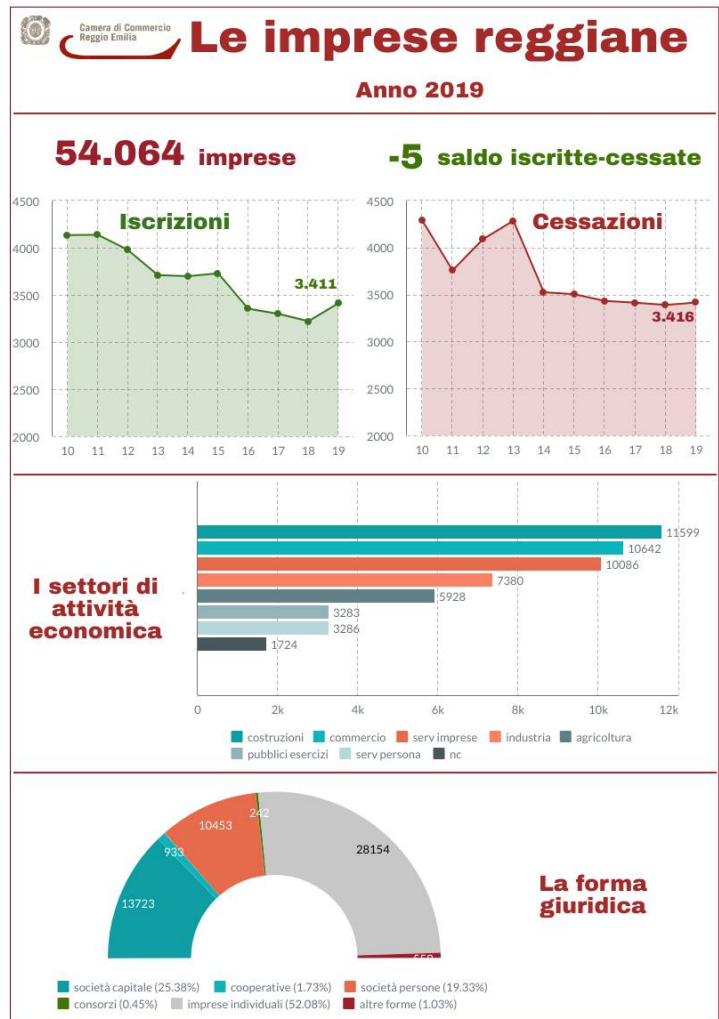 Camera di Commercio
Reggio Emilia
Le imprese reggiane
Anno 2019
54.064 imprese
-5 saldo iscritte-cessate
Iscrizioni
4500
4000
3500
3000
2500
2000
3.411
10 11 12 13 14 15 16 17 18 19
Cessazioni
4500
4000
3500
3000
2500
2000
3.416
10 11 12 13 14 15 16 17 18 19
I settori di
attività
economica
11599
10642
10086
7380
5928
3283
3286
1724
0 2k 4k 6k 8k 10k 12k
costruzioni commercio serv imprese industria agricoltura
pubblici esercizi serv persona nc
242
10453
28154
933
13723
La forma
giuridica
società capitale (25.38%) cooperative (1.73%) società persone (19.33%)
consorzi (0.45%) imprese individuali (52.08%) altre forme (1.03%)